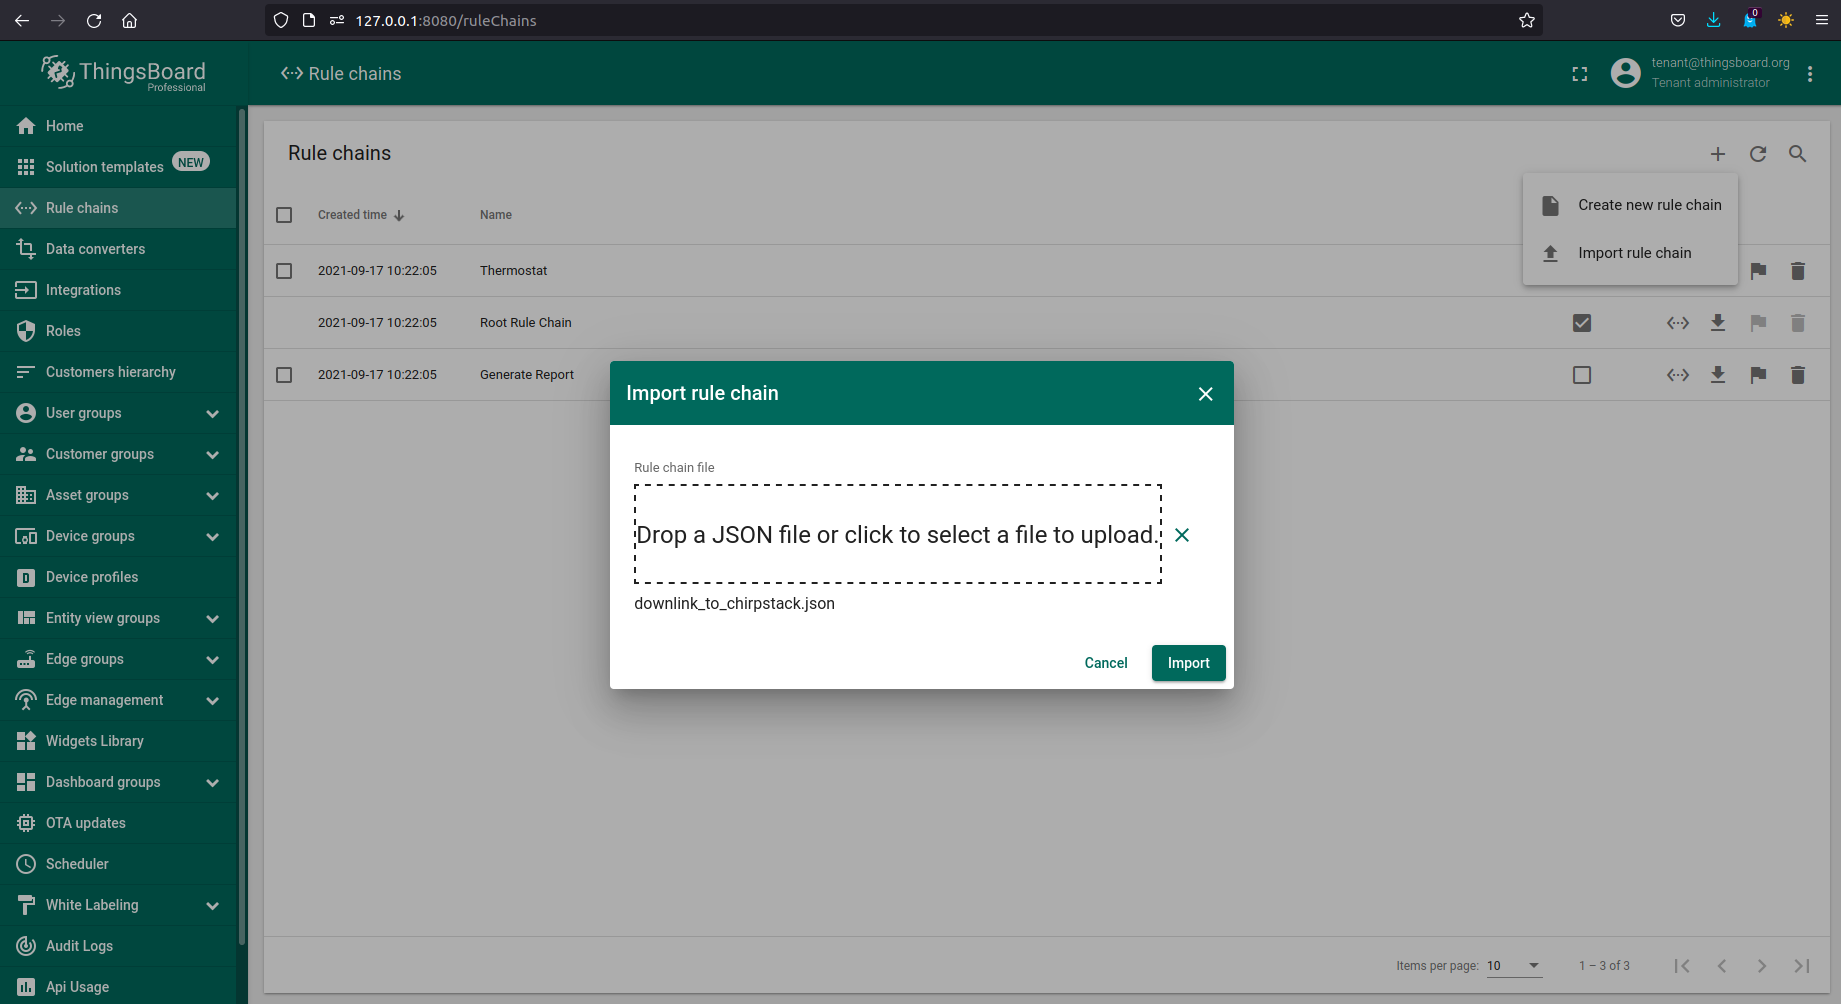 127.0.0.1:8080/ruleChains
0
ThingsBoard
Professional
Rule chains
tenant@thingsboard.org
Tenant administrator
Home
Solution templates NEW
Rule chains
Data converters
Integrations
Roles
Customers hierarchy
User groups
Customer groups
Asset groups
Device groups
Device profiles
Entity view groups
Edge groups
Edge management
Widgets Library
Dashboard groups
OTA updates
Scheduler
White Labeling
Audit Logs
Api Usage
Rule chains
Create new rule chain
Import rule chain
Created time Name
2021-09-17 10:22:05 Thermostat
2021-09-17 10:22:05 Root Rule Chain
2021-09-17 10:22:05 Generate Report
Import rule chain
Rule chain file
Drop a JSON file or click to select a file to upload.
downlink_to_chirpstack.json
Cancel Import
Items per page: 10 1 – 3 of 3